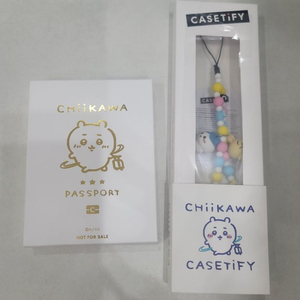 CHiiKAWA
PASSPORT
NOT FOR SALE
CASETiFY
CHiiKAWA
CASETiFY